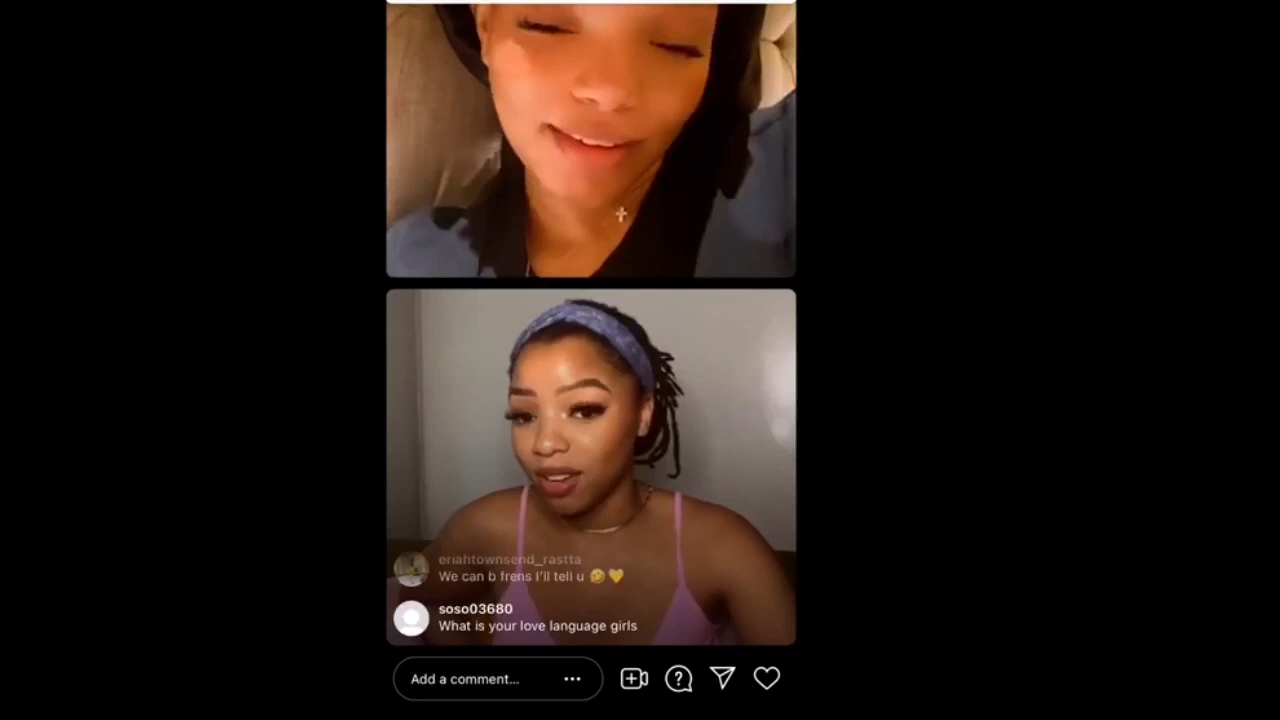 eriahtownsend_rastta
We can b frens I'll tell u 🤣💛
soso03680
What is your love language girls
Add a comment...